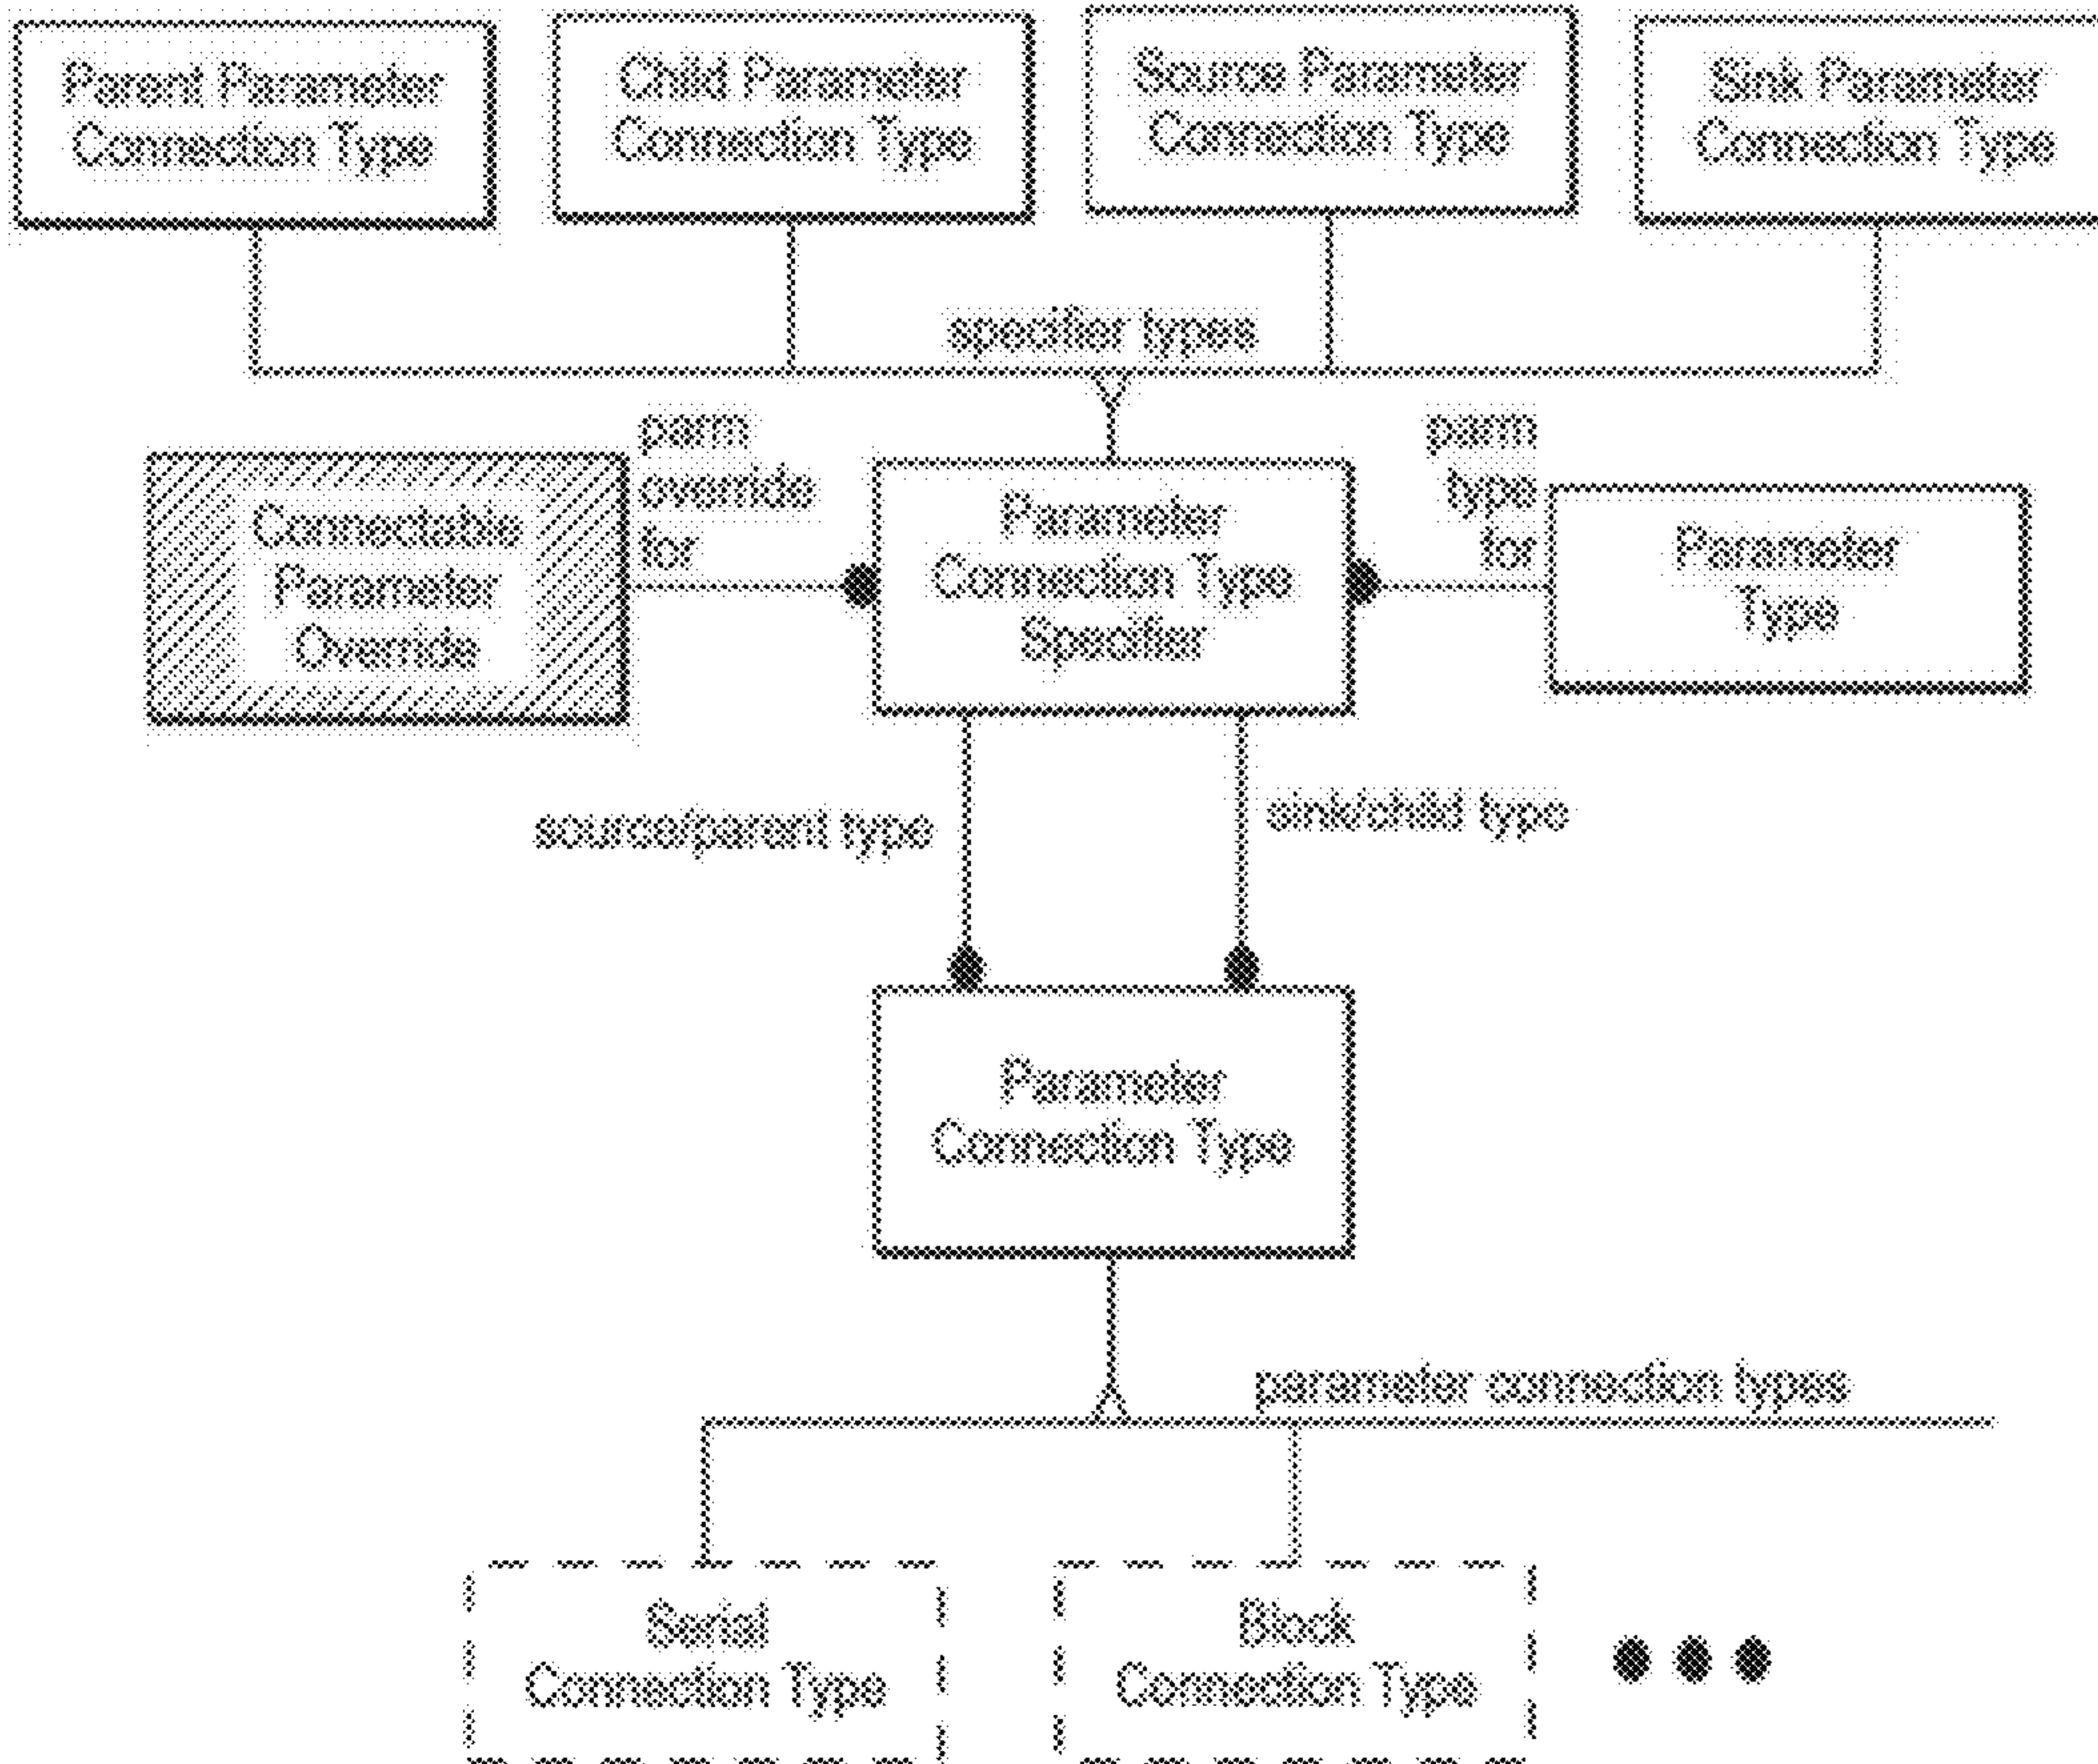 Parent Parameter
Connection Type
Child Parameter
Connection Type
Source Parameter
Connection Type
Sink Parameter
Connection Type
specifier types
parm
override
for
parm
type
for
Connectable
Parameter
Override
Parameter
Connection Type
Specifier
Parameter
Type
source/parent type
sink/child type
Parameter
Connection Type
parameter connection types
Serial
Connection Type
Block
Connection Type